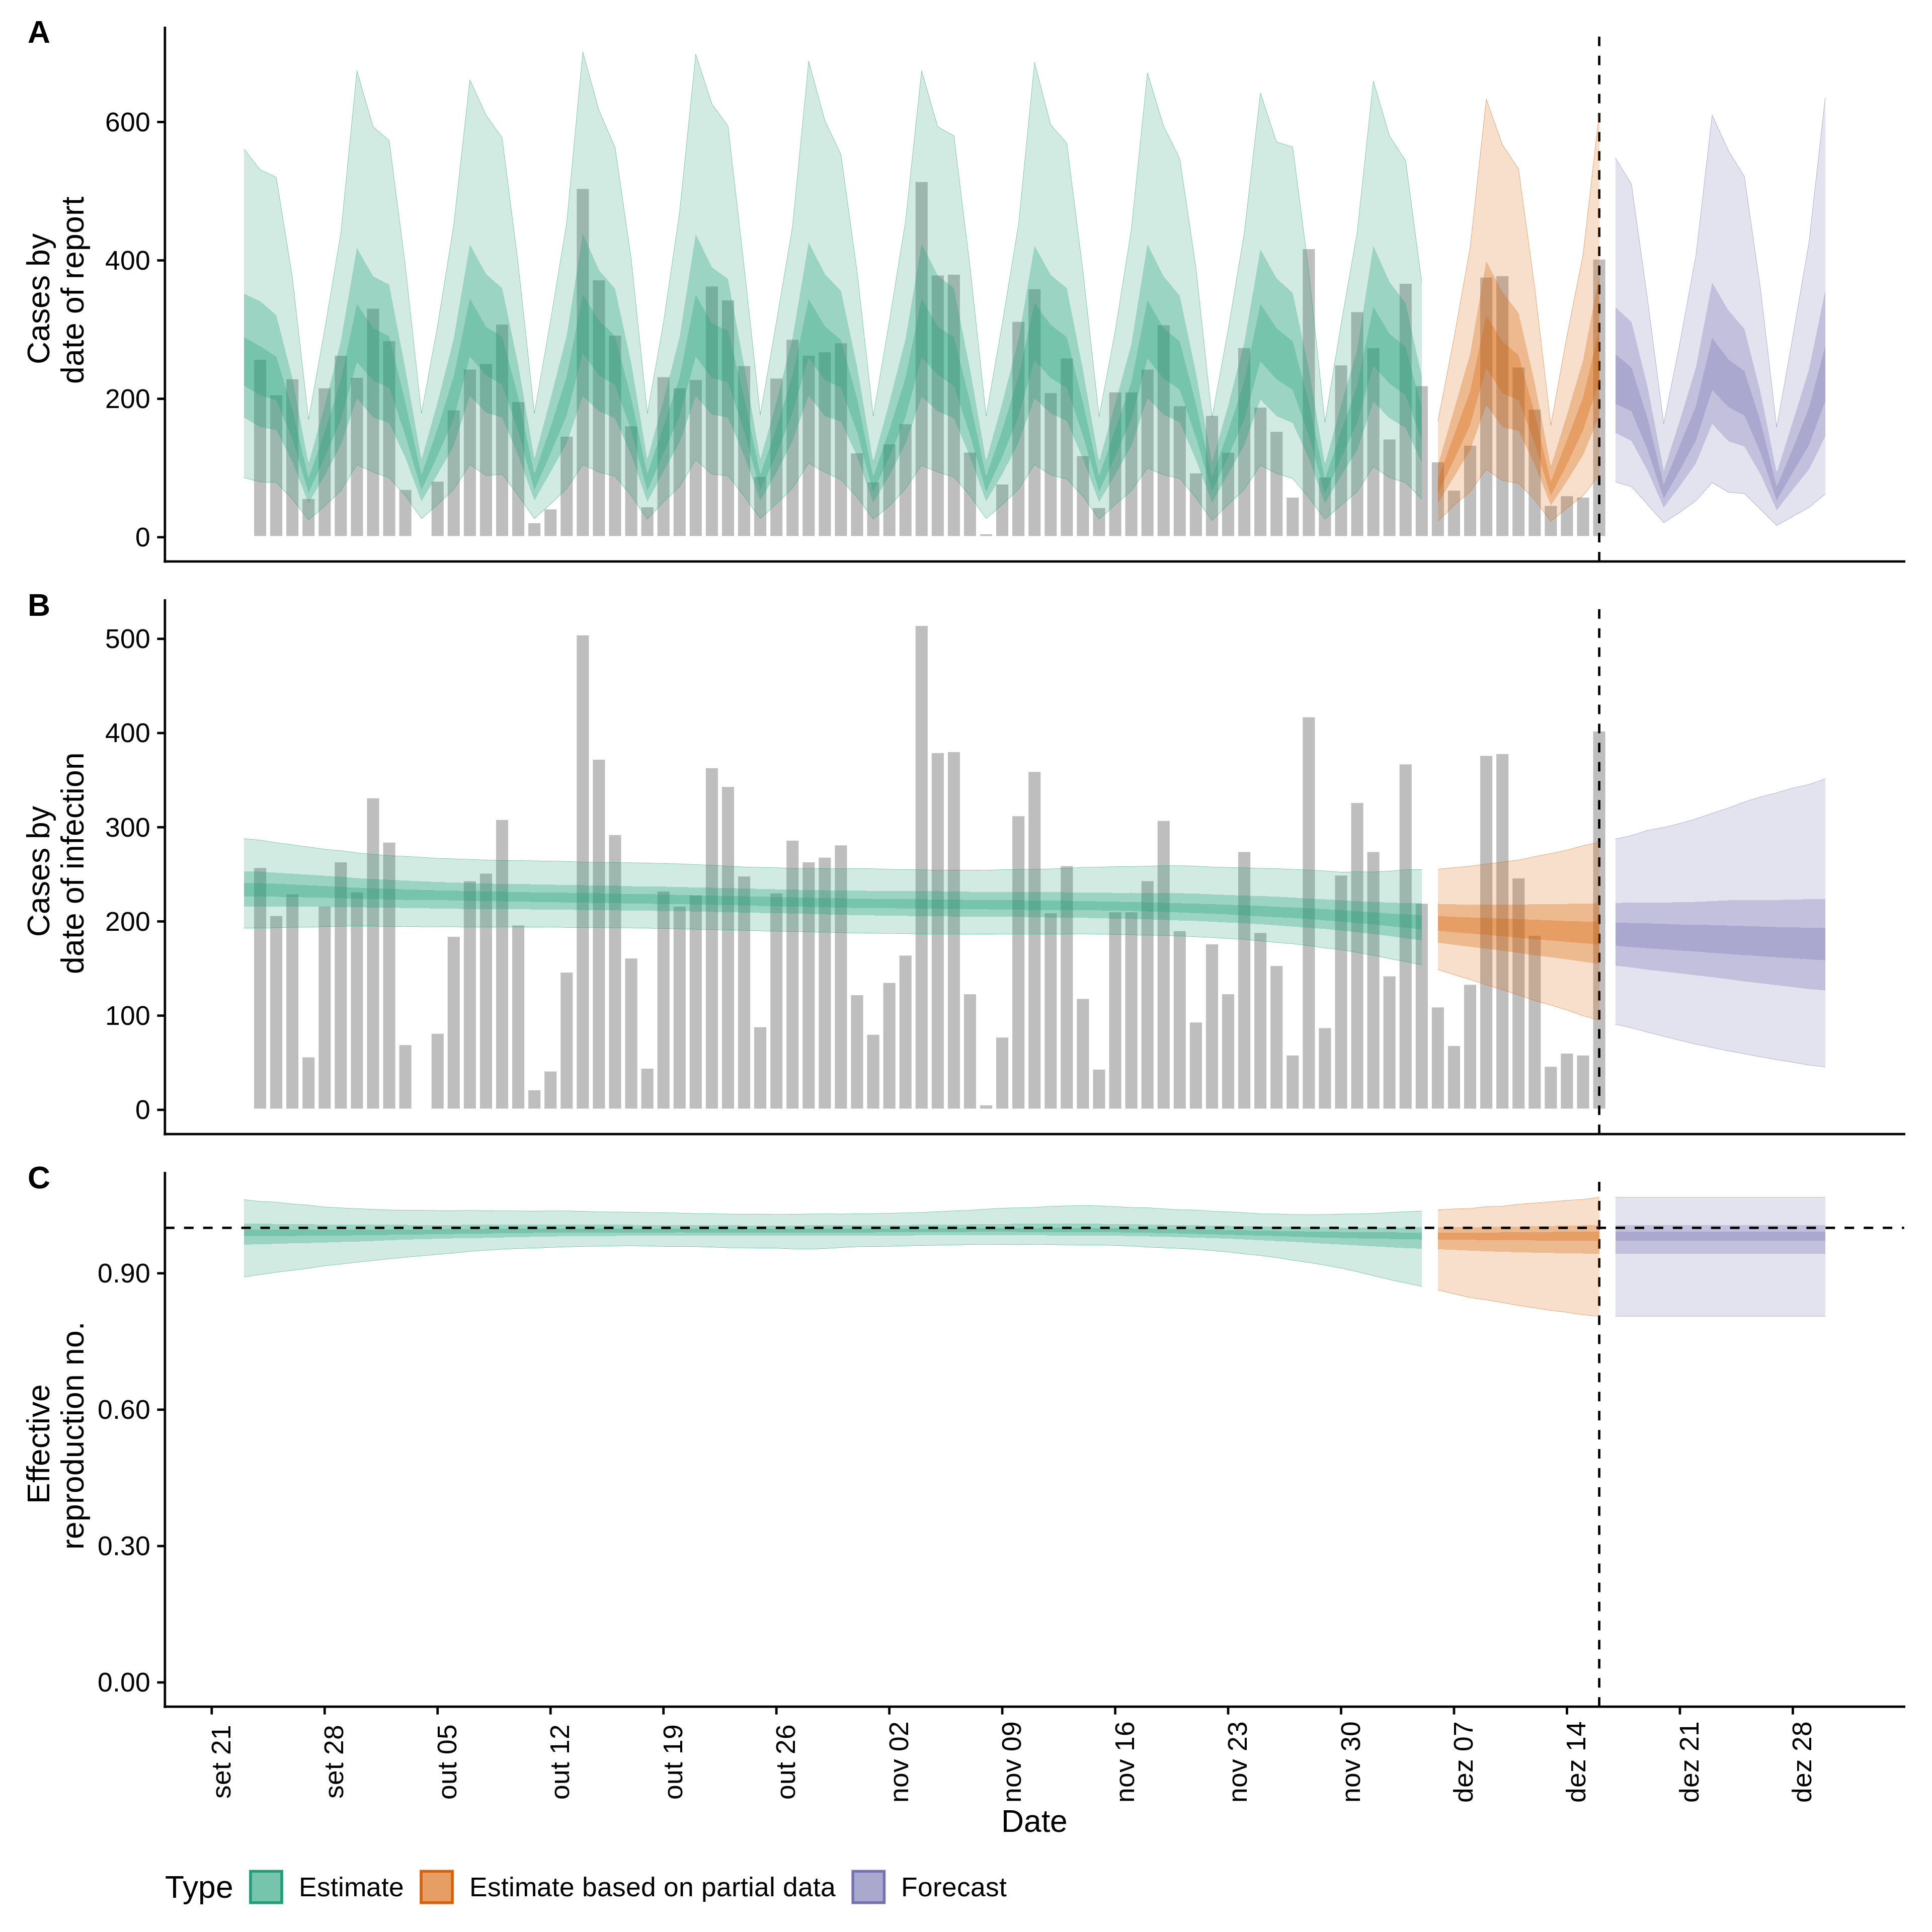 A
Cases by
date of report
600
400
200
0
B
Cases by
date of infection
500
400
300
200
100
0
C
Effective
reproduction no.
0.90
0.60
0.30
0.00
set 21
set 28
out 05
out 12
out 19
out 26
nov 02
nov 09
nov 16
nov 23
nov 30
dez 07
dez 14
dez 21
dez 28
Date
Type
Estimate
Estimate based on partial data
Forecast